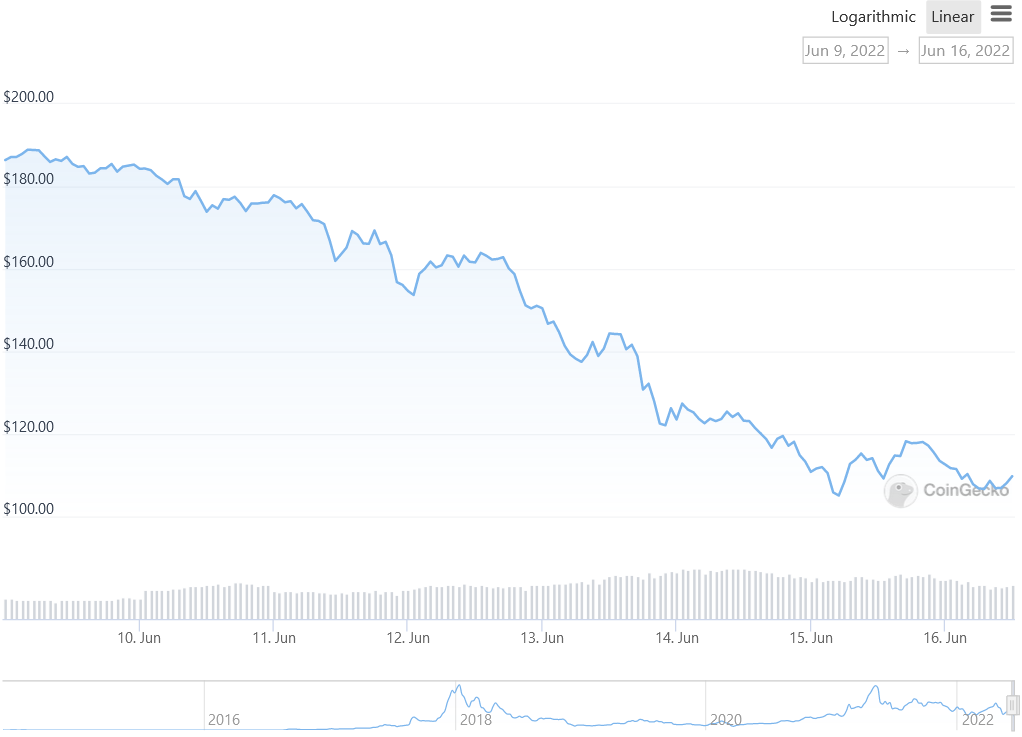 Logarithmic Linear
Jun 9, 2022 → Jun 16, 2022
$200.00
$180.00
$160.00
$140.00
$120.00
CoinGecko
$100.00
10. Jun 11. Jun 12. Jun 13. Jun 14. Jun 15. Jun 16. Jun
2016 2018 2020 2022